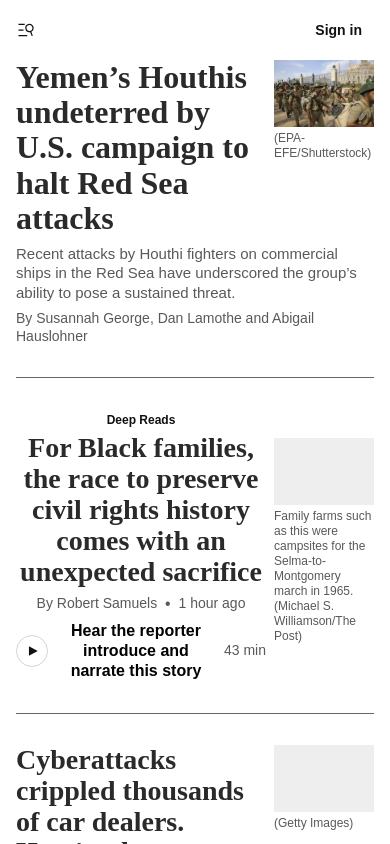 Sign in
Yemen’s Houthis
undeterred by
U.S. campaign to
halt Red Sea
attacks
(EPA-
EFE/Shutterstock)
Recent attacks by Houthi fighters on commercial
ships in the Red Sea have underscored the group’s
ability to pose a sustained threat.
By Susannah George, Dan Lamothe and Abigail
Hauslohner
Deep Reads
For Black families,
the race to preserve
civil rights history
comes with an
unexpected sacrifice
By Robert Samuels • 1 hour ago
Hear the reporter
introduce and
narrate this story
43 min
Family farms such
as this were
campsites for the
Selma-to-
Montgomery
march in 1965.
(Michael S.
Williamson/The
Post)
Cyberattacks
crippled thousands
of car dealers.
(Getty Images)